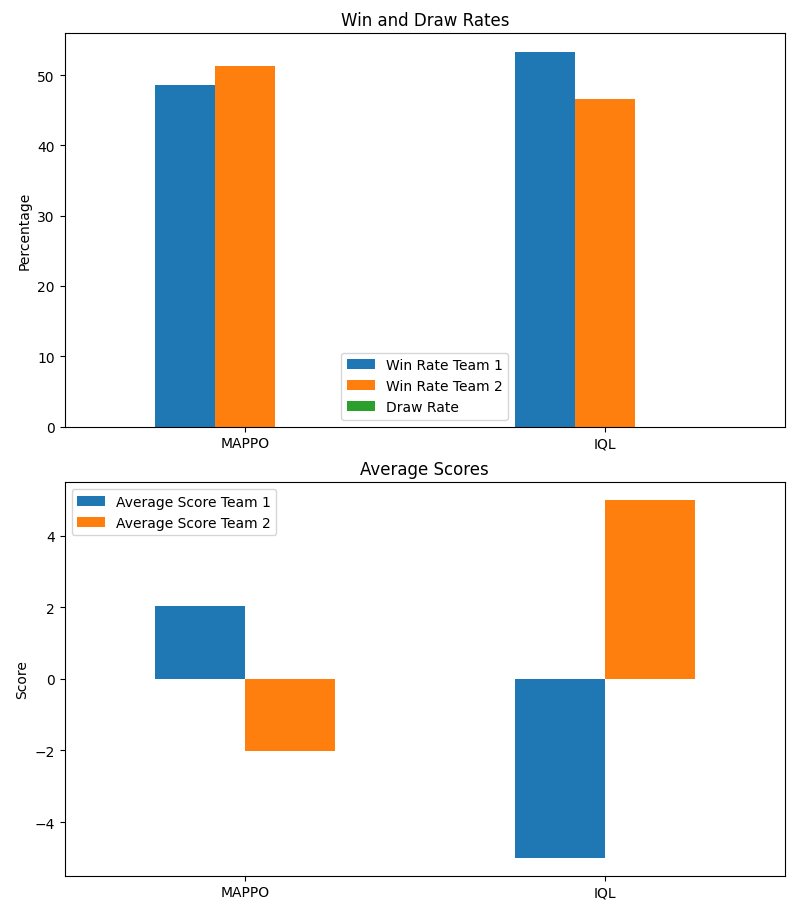 Win and Draw Rates
Percentage
50
40
30
20
10
0
Win Rate Team 1
Win Rate Team 2
Draw Rate
MAPPO
IQL
Average Scores
Score
Average Score Team 1
Average Score Team 2
4
2
0
−2
−4
MAPPO
IQL